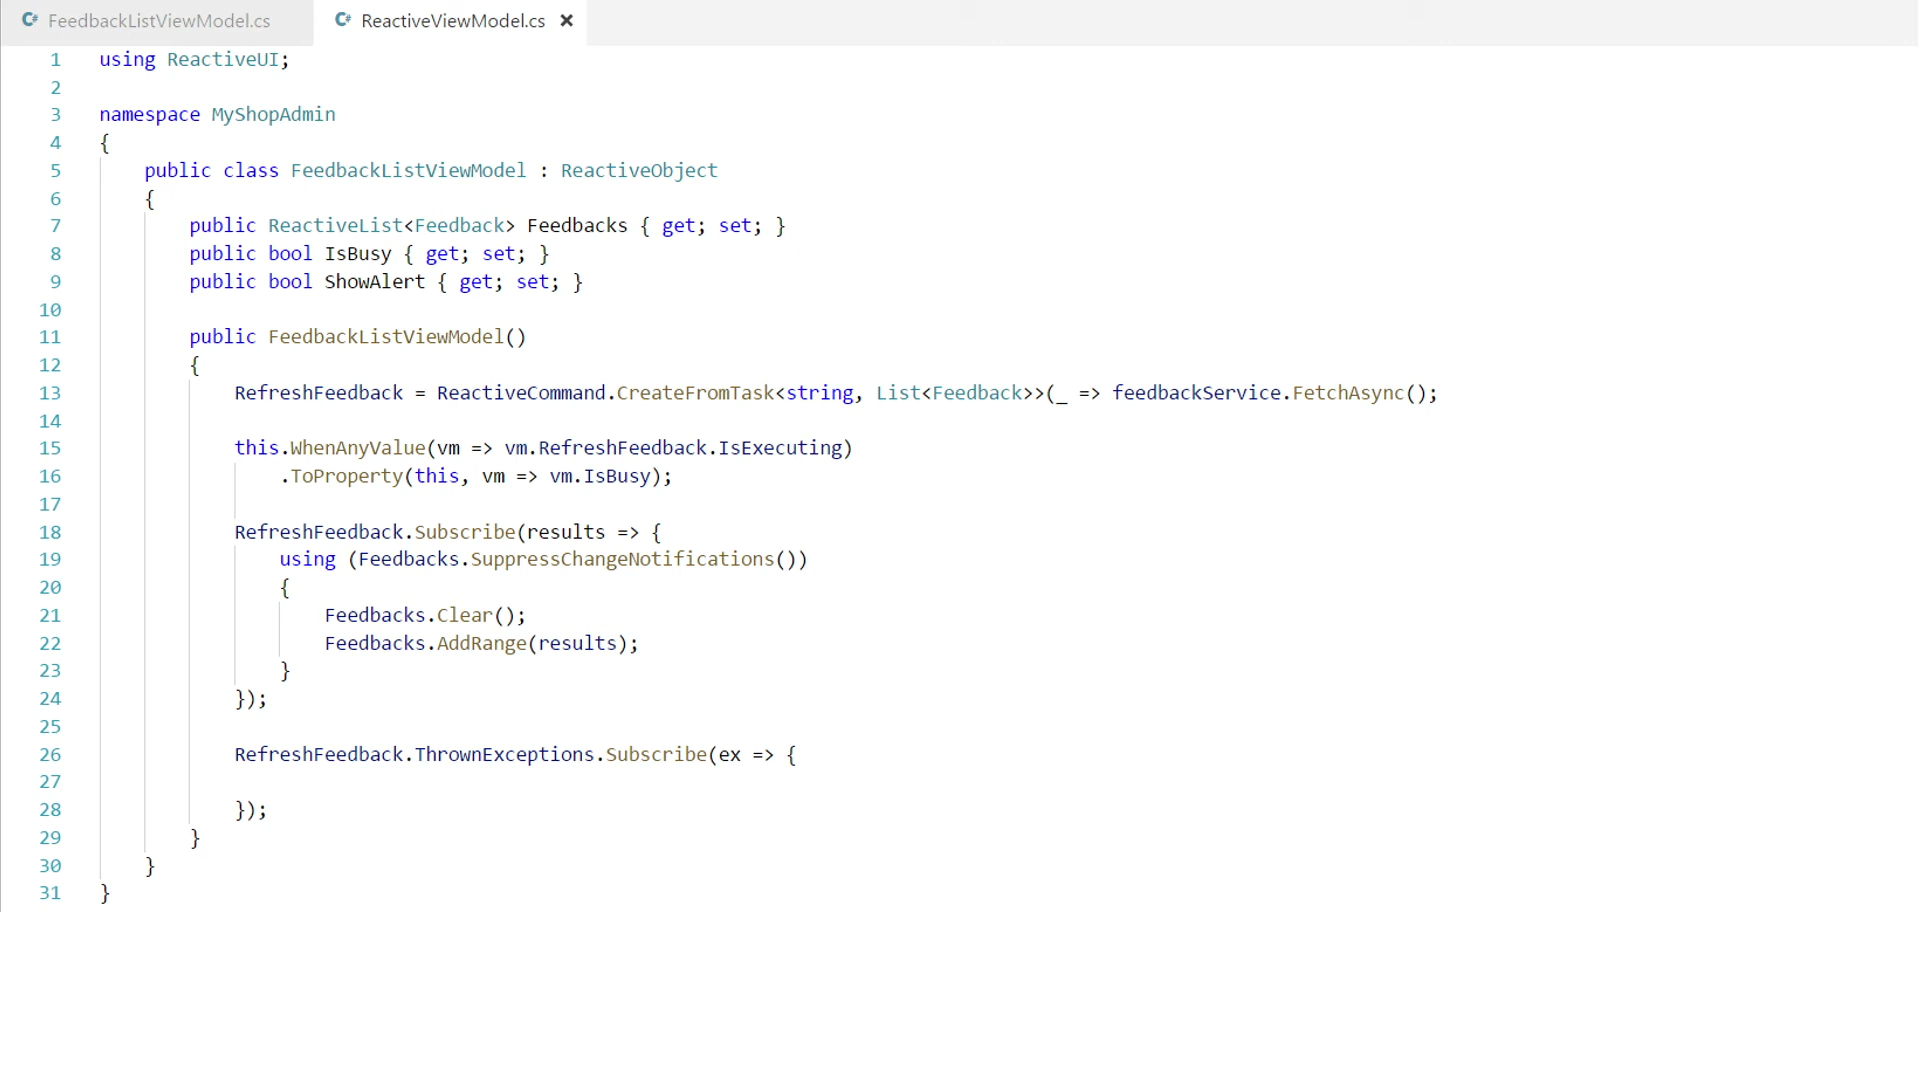 FeedbackListViewModel.cs ReactiveViewModel.cs
1 using ReactiveUI;
2
3 namespace MyShopAdmin
4 {
5 public class FeedbackListViewModel : ReactiveObject
6 {
7 public ReactiveList<Feedback> Feedbacks { get; set; }
8 public bool IsBusy { get; set; }
9 public bool ShowAlert { get; set; }
10
11 public FeedbackListViewModel()
12 {
13 RefreshFeedback = ReactiveCommand.CreateFromTask<string, List<Feedback>>(_ => feedbackService.FetchAsync();
14
15 this.WhenAnyValue(vm => vm.RefreshFeedback.IsExecuting)
16 .ToProperty(this, vm => vm.IsBusy);
17
18 RefreshFeedback.Subscribe(results => {
19 using (Feedbacks.SuppressChangeNotifications())
20 {
21 Feedbacks.Clear();
22 Feedbacks.AddRange(results);
23 }
24 });
25
26 RefreshFeedback.ThrownExceptions.Subscribe(ex => {
27
28 });
29 }
30 }
31 }